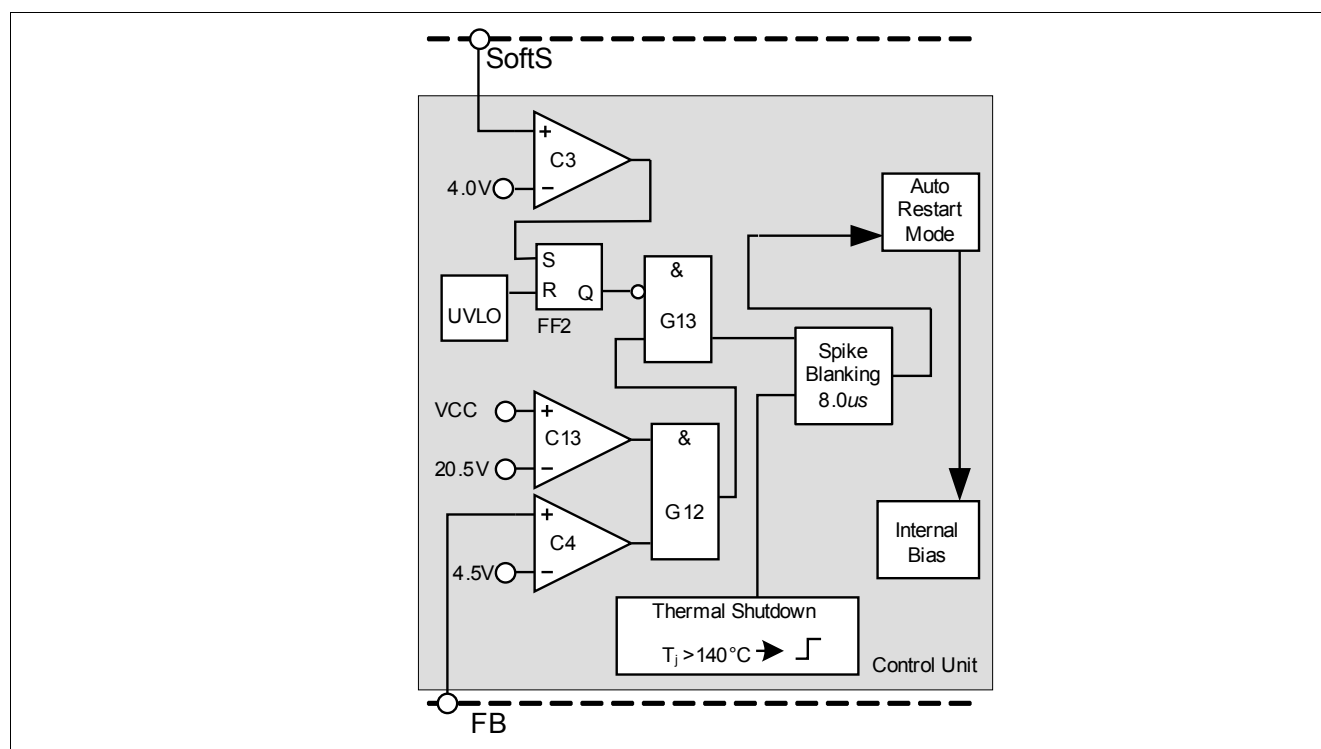 SoftS
+
C3
4.0V
−
Auto
Restart
Mode
S
R
Q
UVLO
FF2
&
G13
Spike
Blanking
8.0us
VCC
+
C13
20.5V
−
&
G12
+
C4
4.5V
−
Internal
Bias
Thermal Shutdown
Tj >140°C
Control Unit
FB